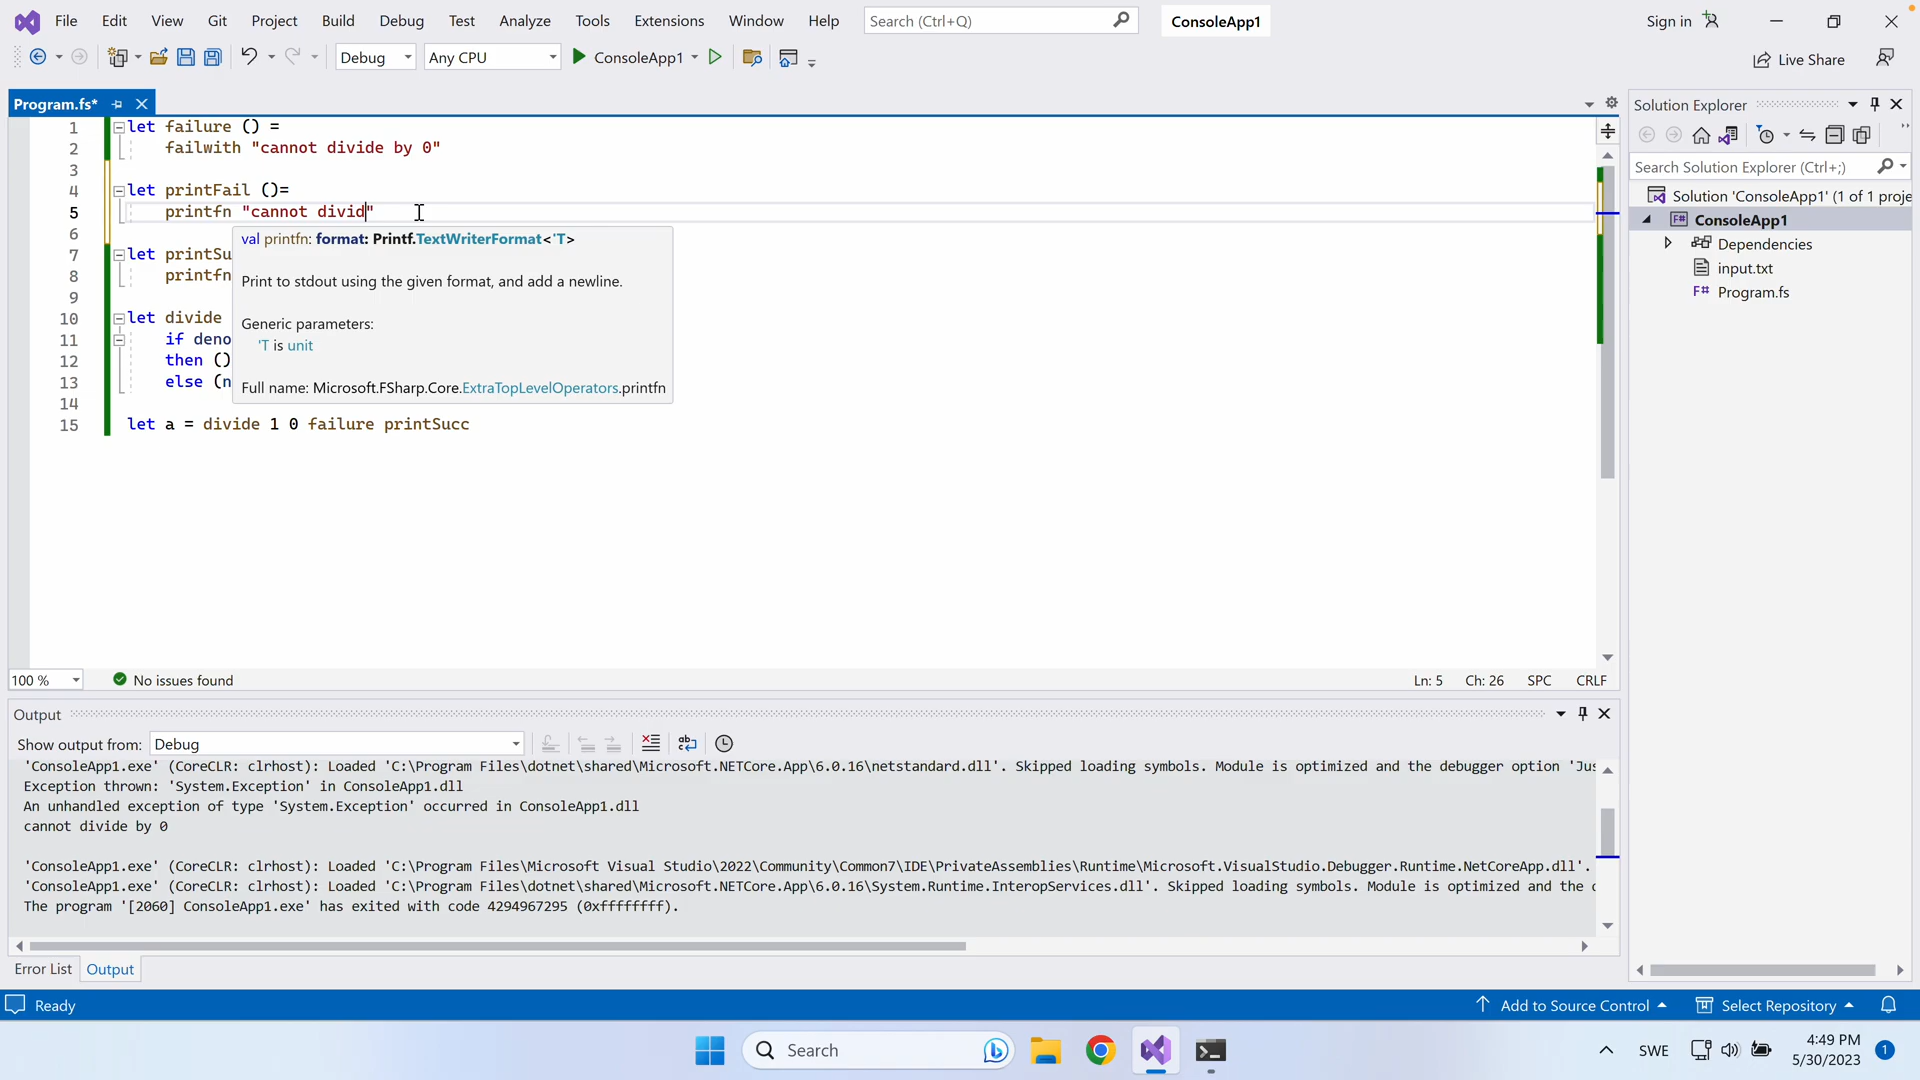 File Edit View Git Project Build Debug Test Analyze Tools Extensions Window Help Search (Ctrl+Q) ConsoleApp1 Sign in
Debug Any CPU ConsoleApp1 Live Share
Program.fs*
1 let failure () =
2 failwith "cannot divide by 0"
3
4 let printFail ()=
5 printfn "cannot divid"
6
7 let printSu
8 printfn
9
10 let divide
11 if deno
12 then ()
13 else (n
14
15 let a = divide 1 0 failure printSucc
val printfn: format: Printf.TextWriterFormat<'T>
Print to stdout using the given format, and add a newline.
Generic parameters:
'T is unit
Full name: Microsoft.FSharp.Core.ExtraTopLevelOperators.printfn
Solution Explorer
Search Solution Explorer (Ctrl+;)
Solution 'ConsoleApp1' (1 of 1 proje
F# ConsoleApp1
Dependencies
input.txt
F# Program.fs
100 % No issues found Ln: 5 Ch: 26 SPC CRLF
Output
Show output from: Debug
'ConsoleApp1.exe' (CoreCLR: clrhost): Loaded 'C:\Program Files\dotnet\shared\Microsoft.NETCore.App\6.0.16\netstandard.dll'. Skipped loading symbols. Module is optimized and the debugger option 'Jus
Exception thrown: 'System.Exception' in ConsoleApp1.dll
An unhandled exception of type 'System.Exception' occurred in ConsoleApp1.dll
cannot divide by 0
'ConsoleApp1.exe' (CoreCLR: clrhost): Loaded 'C:\Program Files\Microsoft Visual Studio\2022\Community\Common7\IDE\PrivateAssemblies\Runtime\Microsoft.VisualStudio.Debugger.Runtime.NetCoreApp.dll'.
'ConsoleApp1.exe' (CoreCLR: clrhost): Loaded 'C:\Program Files\dotnet\shared\Microsoft.NETCore.App\6.0.16\System.Runtime.InteropServices.dll'. Skipped loading symbols. Module is optimized and the
The program '[2060] ConsoleApp1.exe' has exited with code 4294967295 (0xffffffff).
Error List Output
Ready Add to Source Control Select Repository
Search SWE 4:49 PM 1
5/30/2023